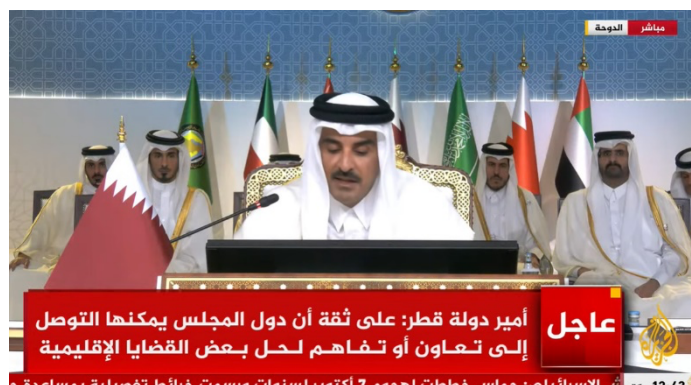 مباشر الدوحة
عاجل
أمير دولة قطر: على ثقة أن دول المجلس يمكنها التوصل
إلى تعاون أو تفاهم لحل بعض القضايا الإقليمية